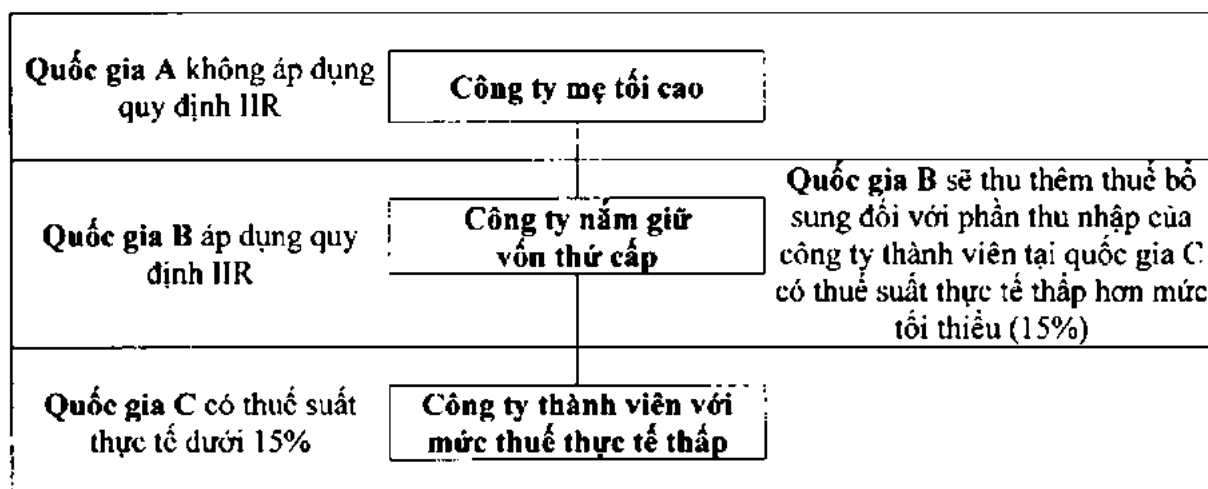 Quốc gia A không áp dụng
quy định IIR
Công ty mẹ tối cao
Quốc gia B áp dụng quy
định IIR
Công ty nắm giữ
vốn thứ cấp
Quốc gia B sẽ thu thêm thuế bổ
sung đối với phần thu nhập của
công ty thành viên tại quốc gia C
có thuế suất thực tế thấp hơn mức
tối thiểu (15%)
Quốc gia C có thuế suất
thực tế dưới 15%
Công ty thành viên với
mức thuế thực tế thấp